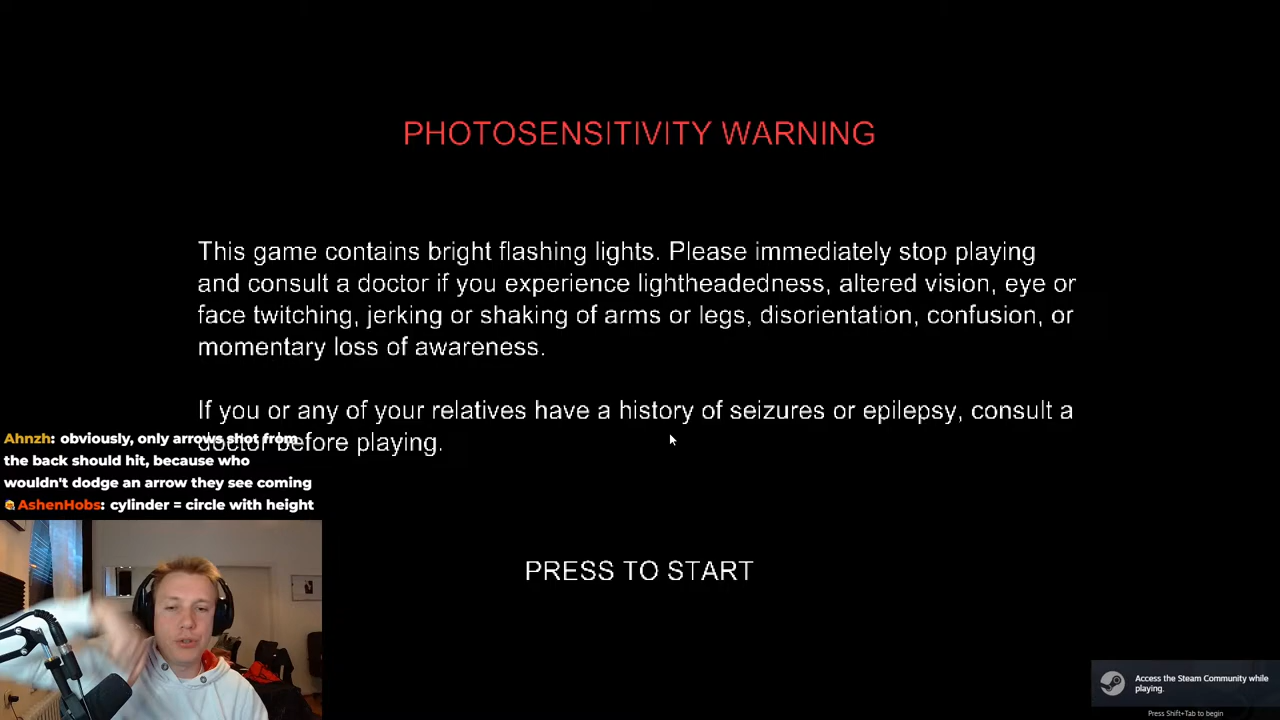 PHOTOSENSITIVITY WARNING
This game contains bright flashing lights. Please immediately stop playing
and consult a doctor if you experience lightheadedness, altered vision, eye or
face twitching, jerking or shaking of arms or legs, disorientation, confusion, or
momentary loss of awareness.
If you or any of your relatives have a history of seizures or epilepsy, consult a
doctor before playing.
Ahnzh: obviously, only arrows shot from
the back should hit, because who
wouldn't dodge an arrow they see coming
AshenHobs: cylinder = circle with height
PRESS TO START
Access the Steam Community while
playing.
Press Shift+Tab to begin